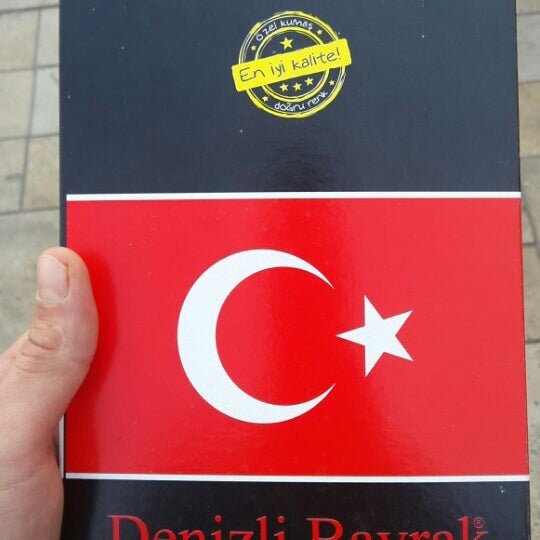 özel kumaş
En iyi kalite!
doğru renk
Denizli Bayrak®